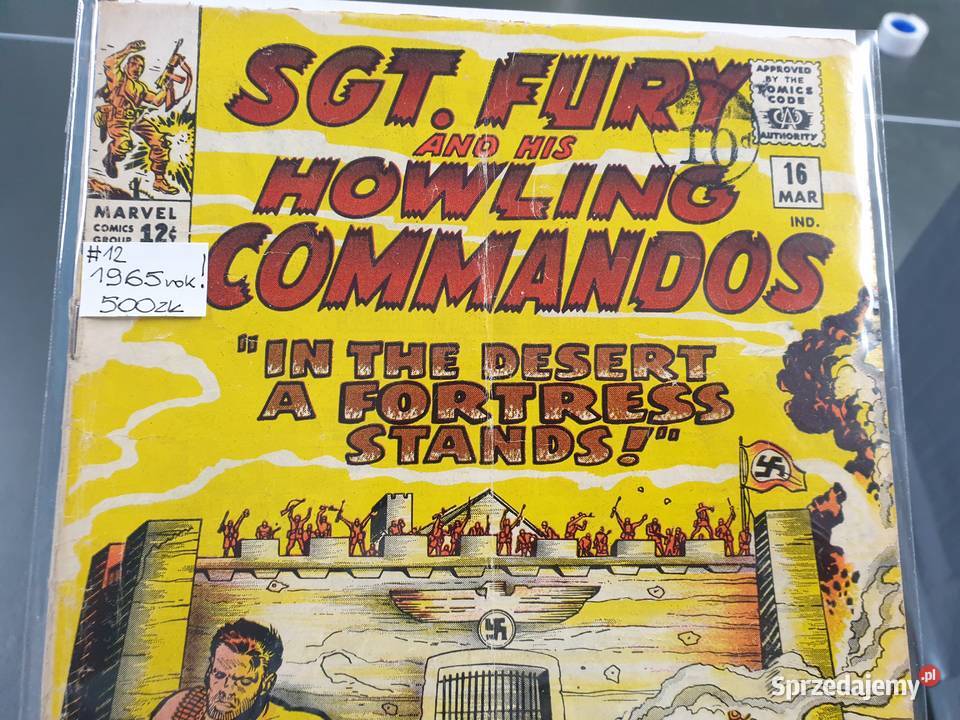 SGT. FURY
AND HIS
HOWLING
COMMANDOS
APPROVED
BY THE
COMICS
CODE
AUTHORITY
10d
16
MAR
IND.
MARVEL
COMICS
GROUP 12¢
#12
1965 rok!
500zł
"IN THE DESERT
A FORTRESS
STANDS!"
Sprzedajemy.pl